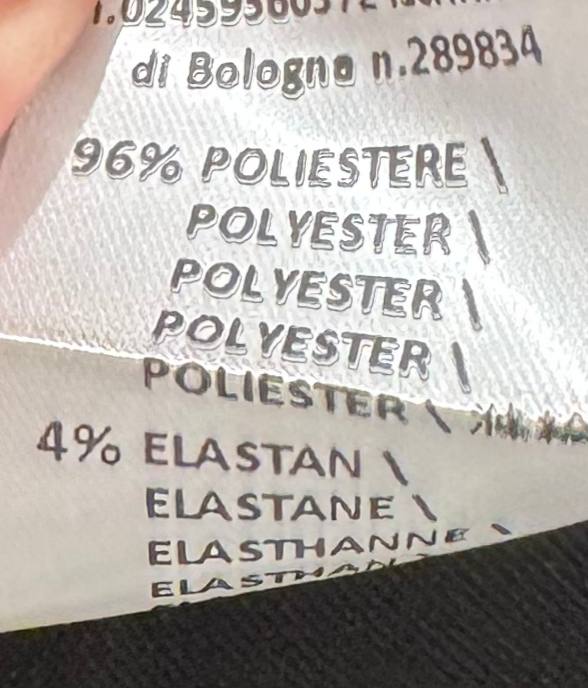 di Bologna n.289834
96% POLIESTERE \
POLYESTER \
POLYESTER \
POLYESTER \
POLIESTER \
4% ELASTAN \
ELASTANE \
ELASTHANNE \